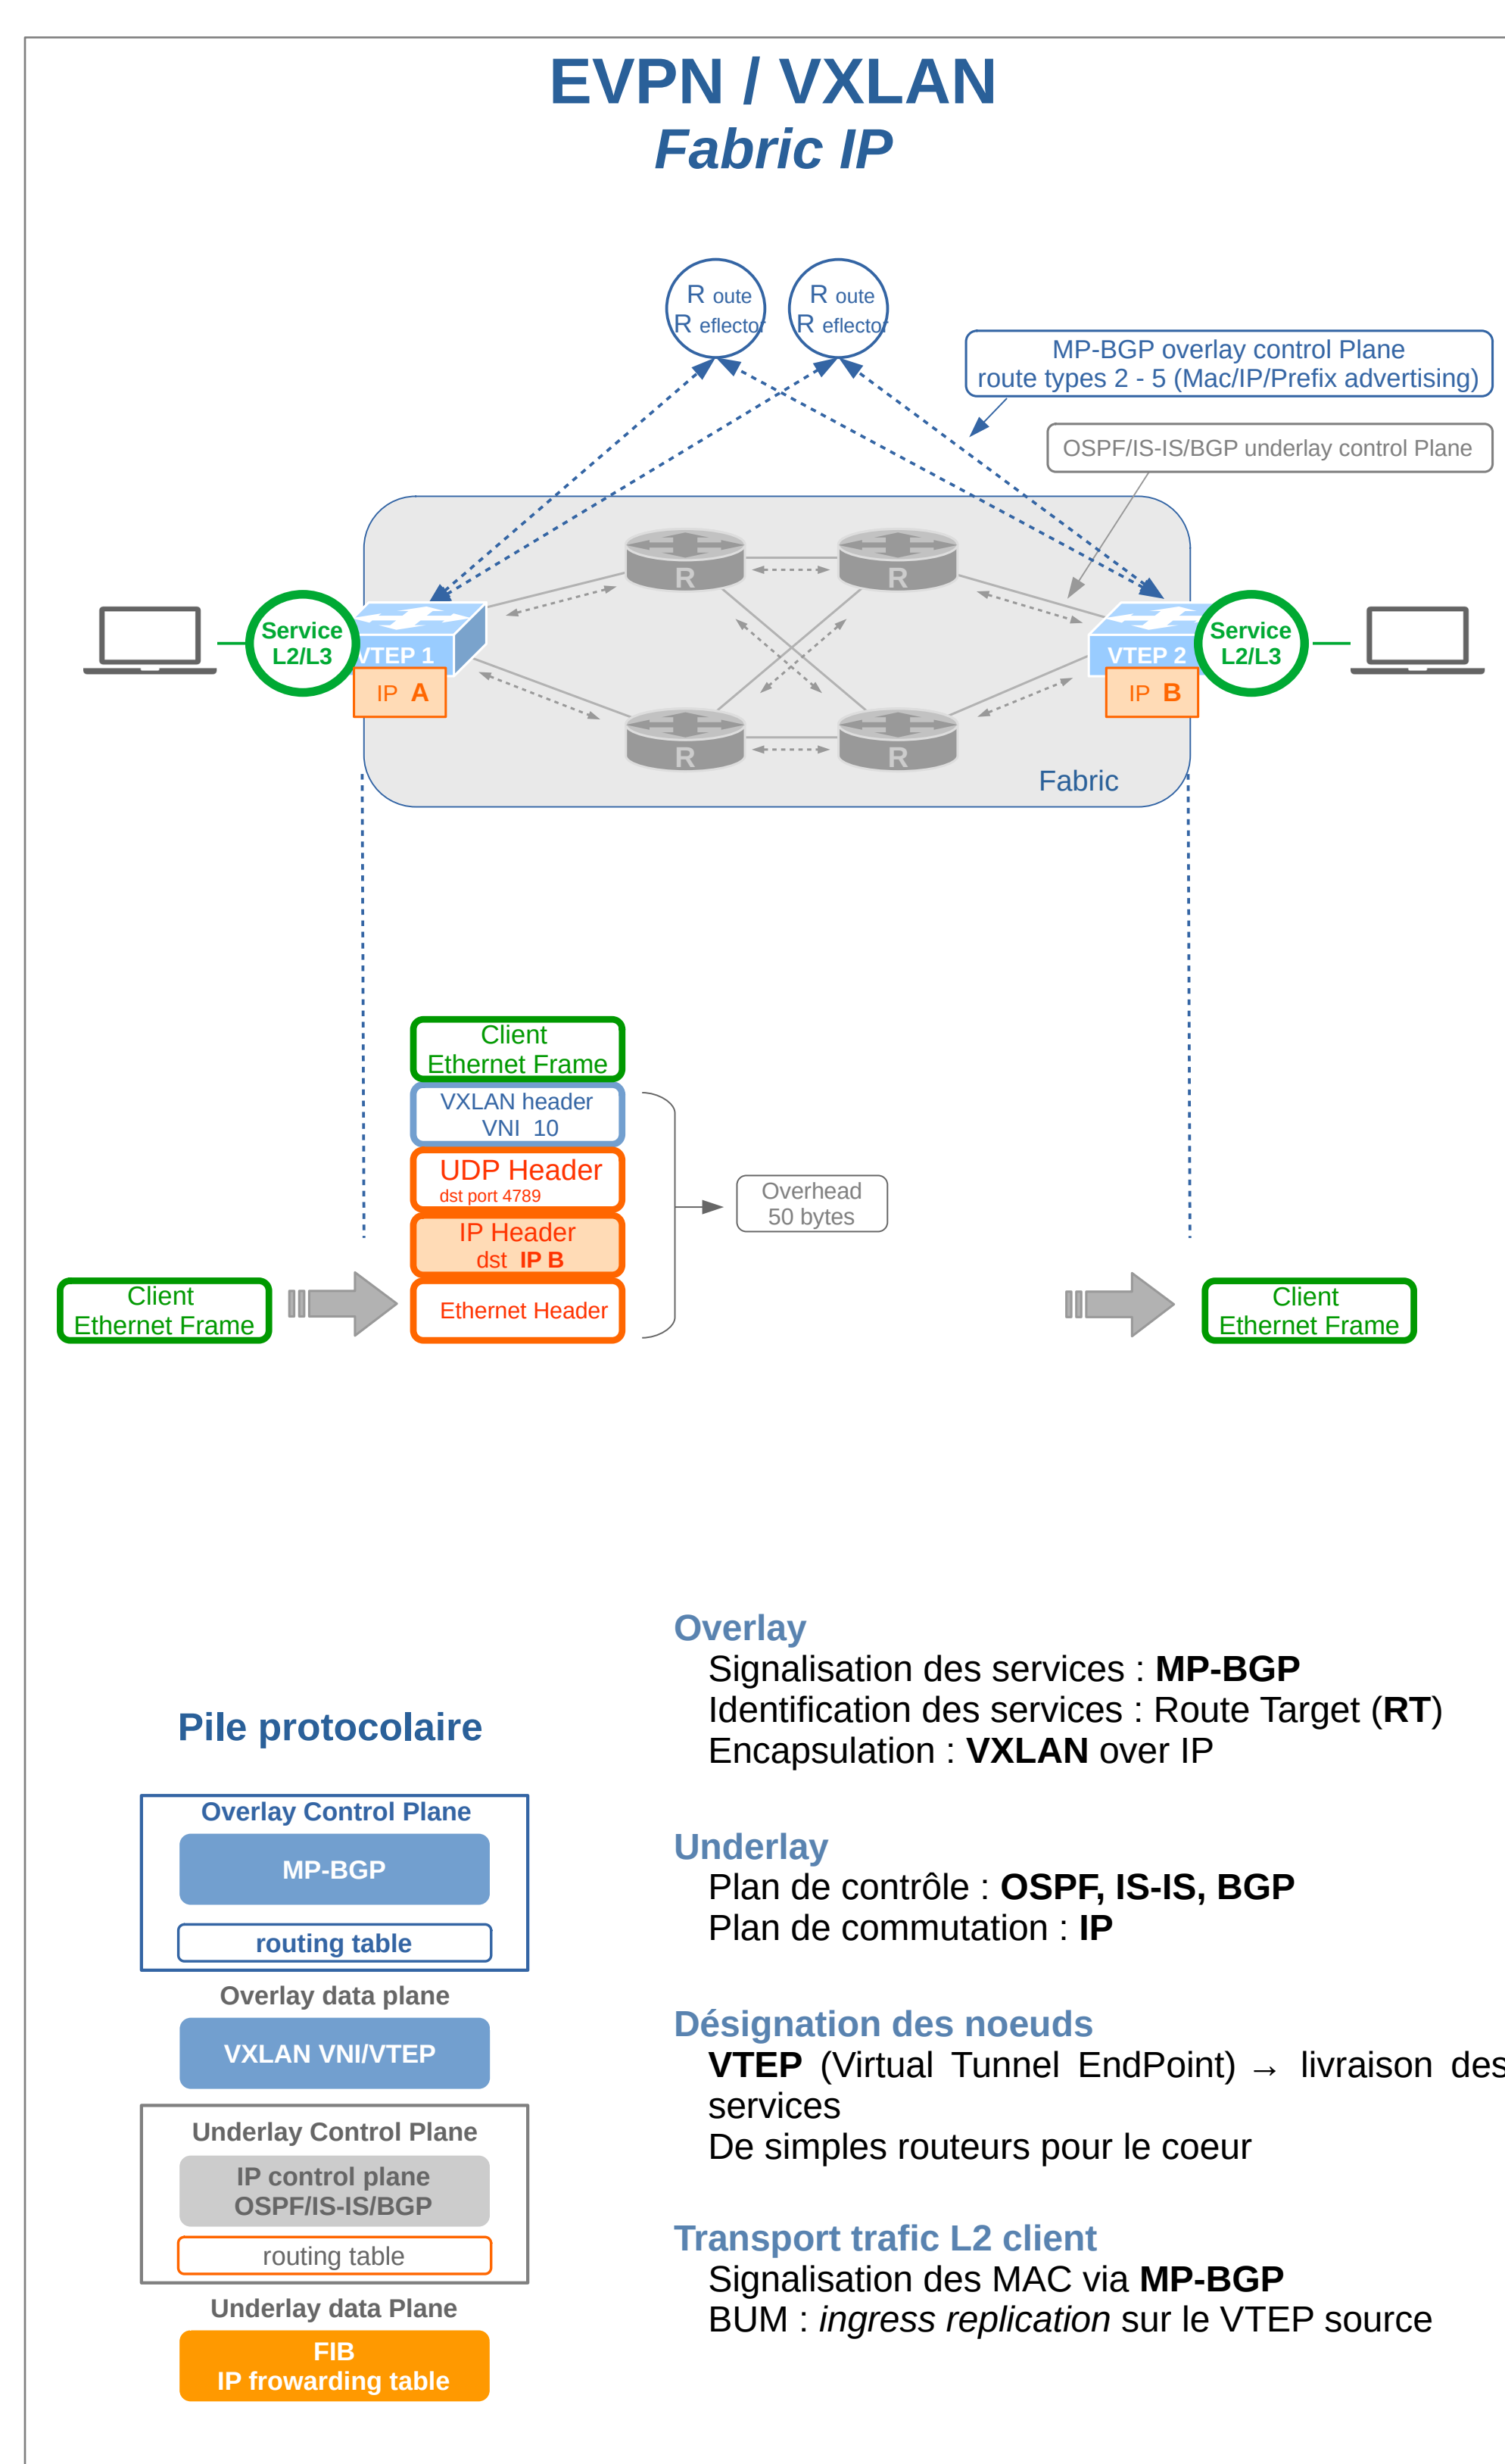 EVPN / VXLAN
Fabric IP
R oute
R eflector
R oute
R eflector
MP-BGP overlay control Plane
route types 2 - 5 (Mac/IP/Prefix advertising)
OSPF/IS-IS/BGP underlay control Plane
R
R
Service
L2/L3
VTEP 1
IP A
VTEP 2
IP B
Service
L2/L3
R
R
Fabric
Client
Ethernet Frame
VXLAN header
VNI 10
UDP Header
dst port 4789
IP Header
dst IP B
Ethernet Header
Overhead
50 bytes
Client
Ethernet Frame
Client
Ethernet Frame
Pile protocolaire
Overlay Control Plane
MP-BGP
routing table
Overlay data plane
VXLAN VNI/VTEP
Underlay Control Plane
IP control plane
OSPF/IS-IS/BGP
routing table
Underlay data Plane
FIB
IP frowarding table
Overlay
Signalisation des services : MP-BGP
Identification des services : Route Target (RT)
Encapsulation : VXLAN over IP
Underlay
Plan de contrôle : OSPF, IS-IS, BGP
Plan de commutation : IP
Désignation des noeuds
VTEP (Virtual Tunnel EndPoint) → livraison des
services
De simples routeurs pour le coeur
Transport trafic L2 client
Signalisation des MAC via MP-BGP
BUM : ingress replication sur le VTEP source